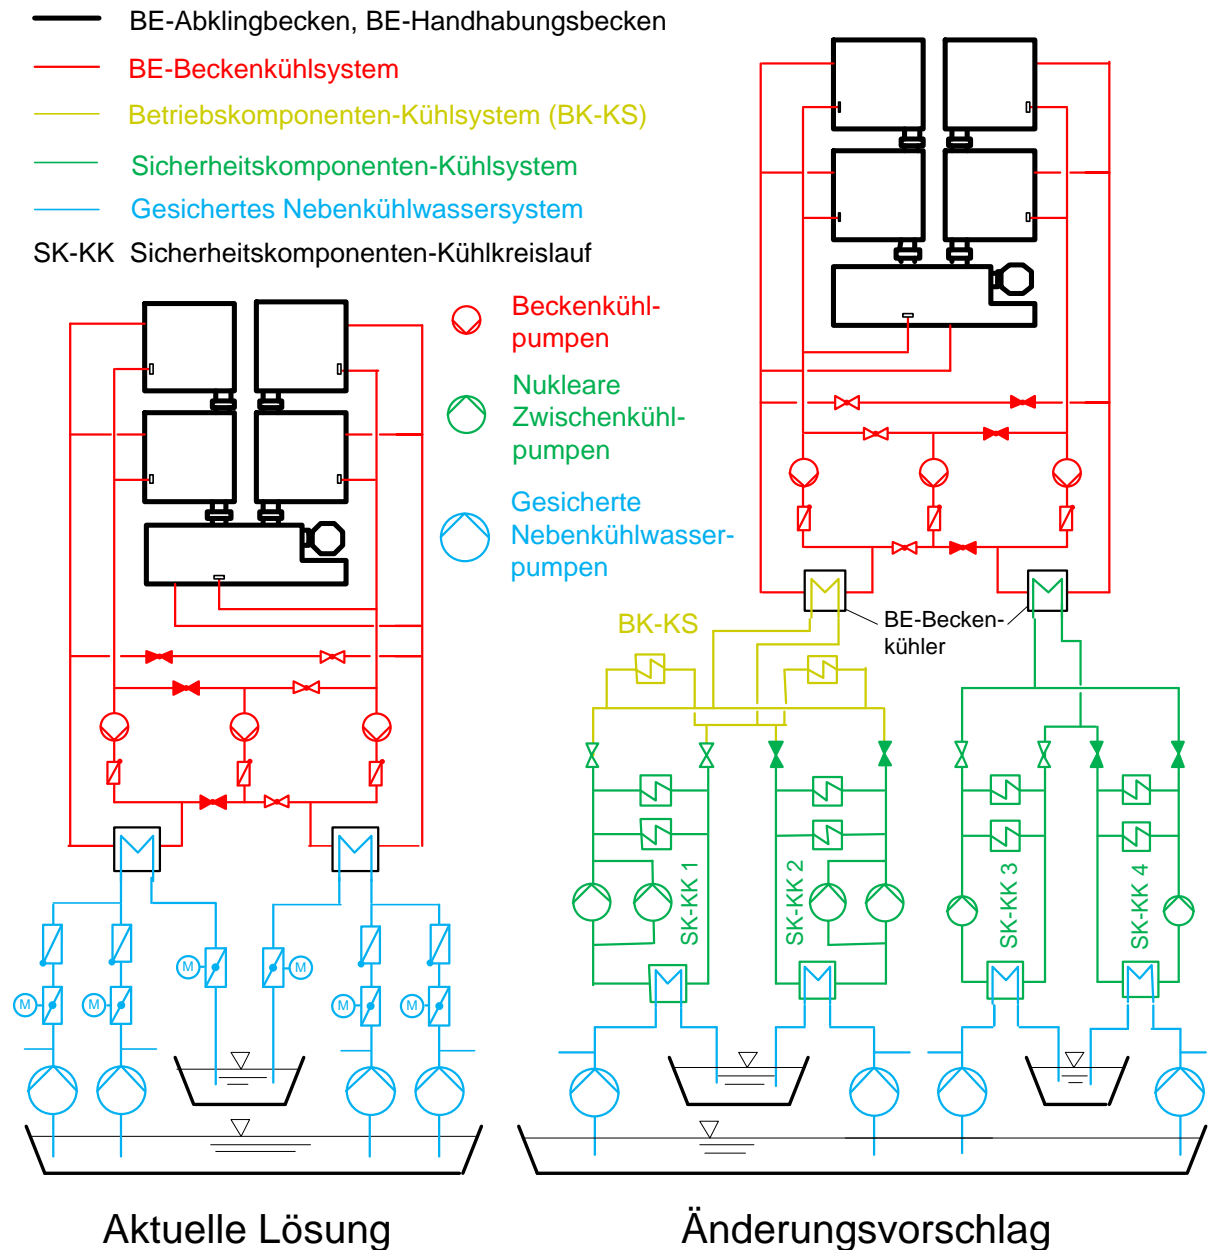 BE-Abklingbecken, BE-Handhabungsbecken
BE-Beckenkühlsystem
Betriebskomponenten-Kühlsystem (BK-KS)
Sicherheitskomponenten-Kühlsystem
Gesichertes Nebenkühlwassersystem
SK-KK Sicherheitskomponenten-Kühlkreislauf
Beckenkühl-
pumpen
Nukleare
Zwischenkühl-
pumpen
Gesicherte
Nebenkühlwasser-
pumpen
BK-KS
BE-Becken-
kühler
SK-KK 1
SK-KK 2
SK-KK 3
SK-KK 4
M
M
M
M
M
M
Aktuelle Lösung
Änderungsvorschlag